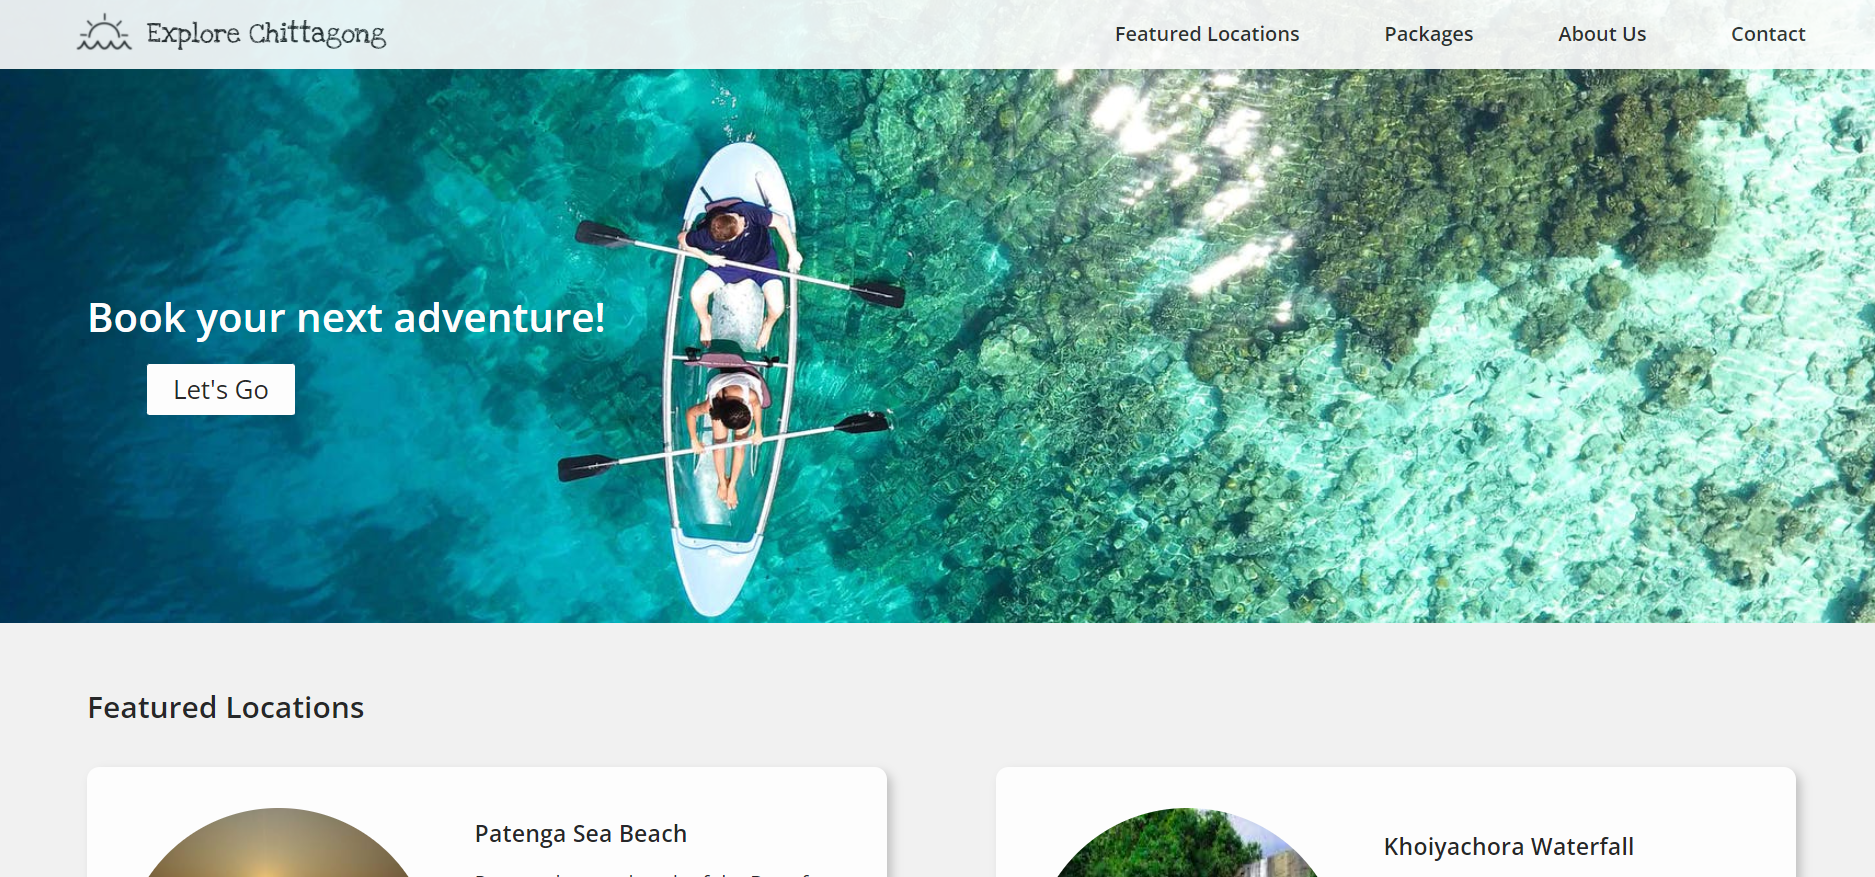 Explore Chittagong
Featured Locations
Packages
About Us
Contact
Book your next adventure!
Let's Go
Featured Locations
Patenga Sea Beach
Khoiyachora Waterfall